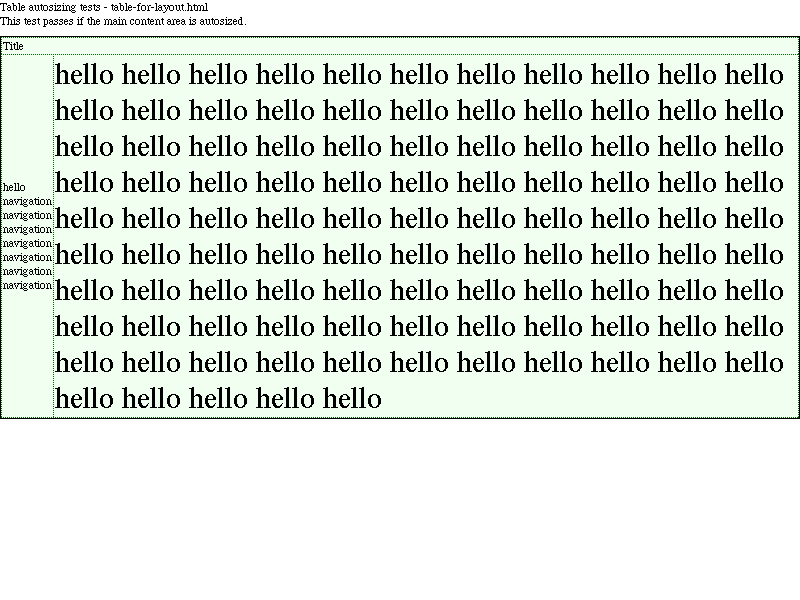 Table autosizing tests - table-for-layout.html
This test passes if the main content area is autosized.
Title
hello
navigation
navigation
navigation
navigation
navigation
navigation
navigation
hello hello hello hello hello hello hello hello hello hello hello
hello hello hello hello hello hello hello hello hello hello hello
hello hello hello hello hello hello hello hello hello hello hello
hello hello hello hello hello hello hello hello hello hello hello
hello hello hello hello hello hello hello hello hello hello hello
hello hello hello hello hello hello hello hello hello hello hello
hello hello hello hello hello hello hello hello hello hello hello
hello hello hello hello hello hello hello hello hello hello hello
hello hello hello hello hello hello hello hello hello hello hello
hello hello hello hello hello